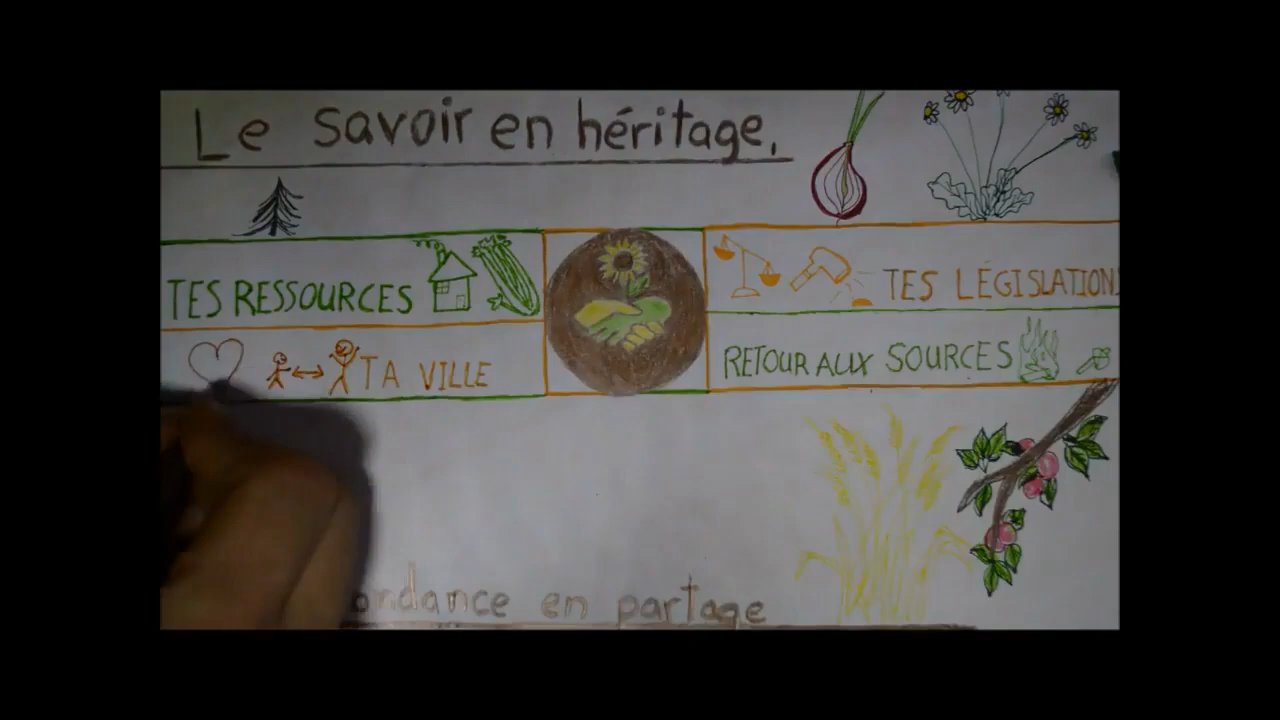 Le savoir en héritage,
TES RESSOURCES
TES LÉGISLATION
TA VILLE
RETOUR AUX SOURCES
ondance en partage